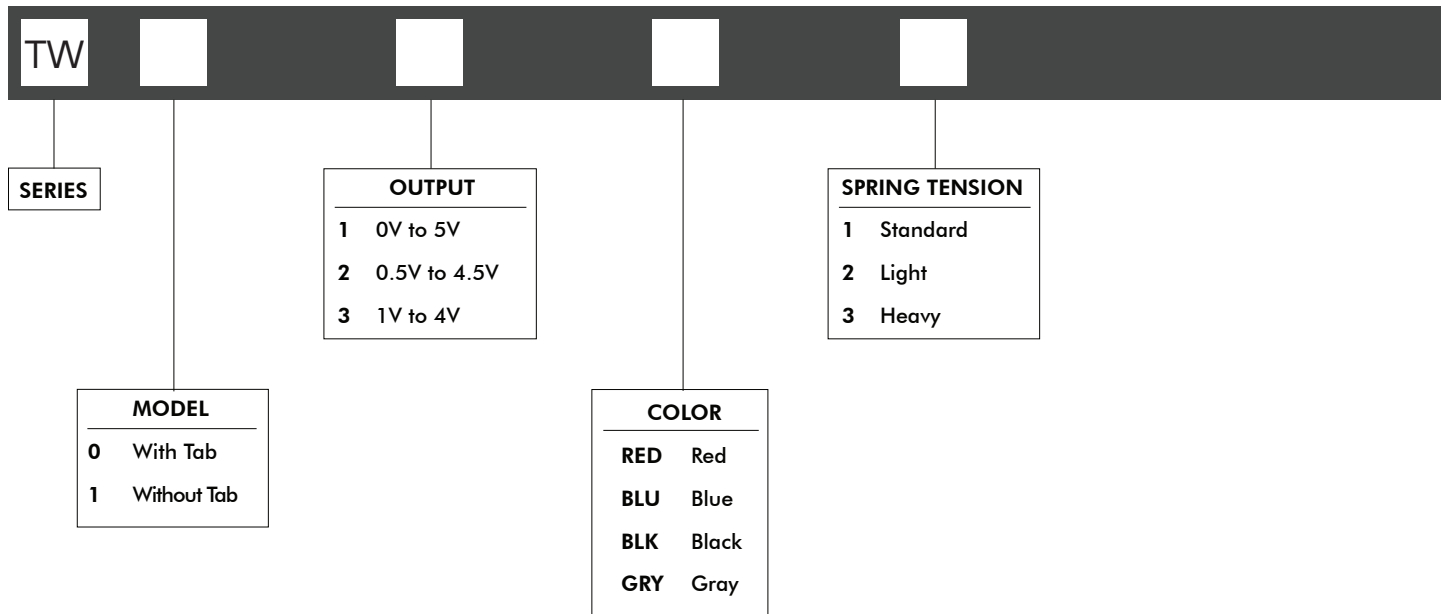 TW
SERIES
OUTPUT
1 0V to 5V
2 0.5V to 4.5V
3 1V to 4V
SPRING TENSION
1 Standard
2 Light
3 Heavy
MODEL
0 With Tab
1 Without Tab
COLOR
RED Red
BLU Blue
BLK Black
GRY Gray